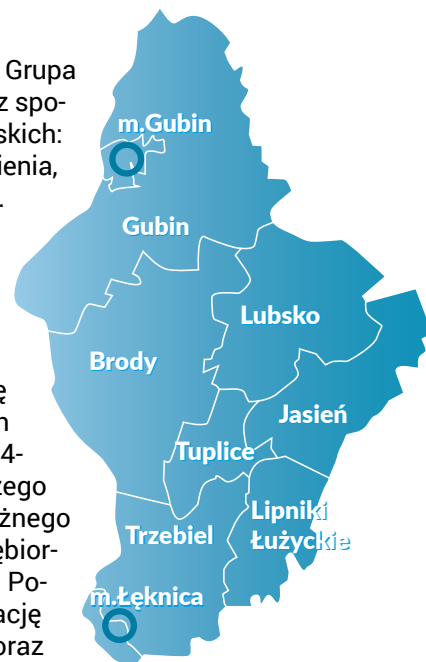 Grupa
z spo-
skich:
ienia,
.
ę
h
4-
zego
żnego
ębior-
Po-
ację
oraz
m.Gubin
Gubin
Lubsko
Brody
Jasień
Tuplice
Lipniki
Łużyckie
Trzebiel
m.Łęknica